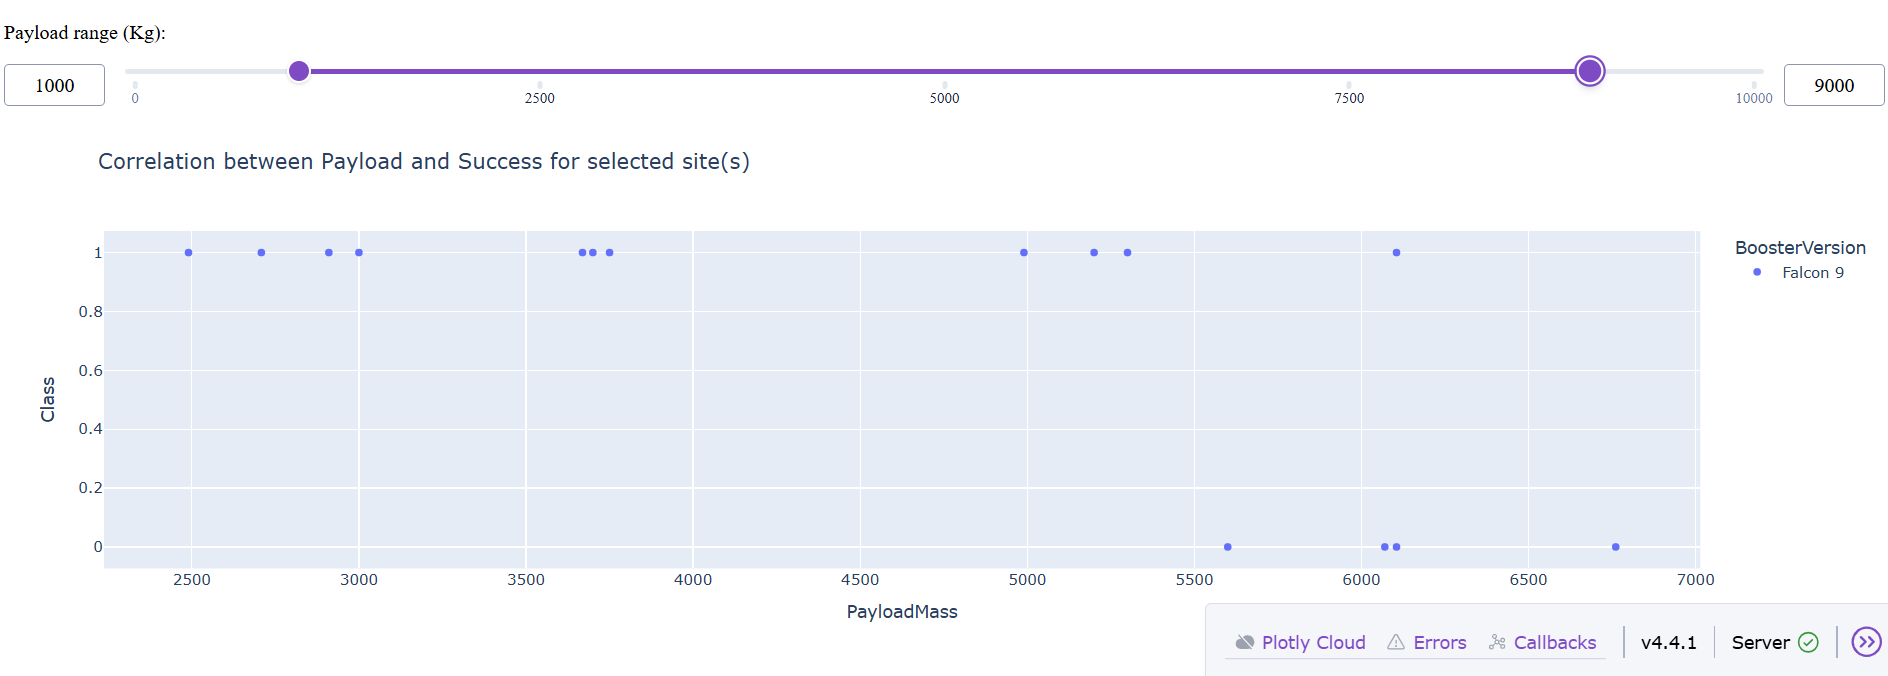 Payload range (Kg):
1000
0 2500 5000 7500 10000
9000
Correlation between Payload and Success for selected site(s)
1
0.8
0.6
0.4
0.2
0
Class
2500 3000 3500 4000 4500 5000 5500 6000 6500 7000
PayloadMass
BoosterVersion
Falcon 9
Plotly Cloud Errors Callbacks v4.4.1 Server